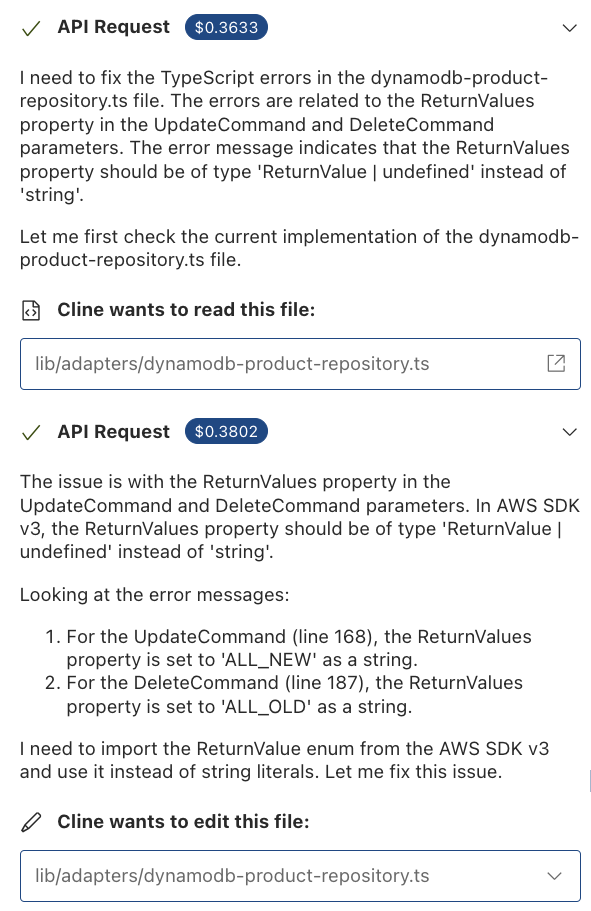 API Request $0.3633
I need to fix the TypeScript errors in the dynamodb-product-
repository.ts file. The errors are related to the ReturnValues
property in the UpdateCommand and DeleteCommand
parameters. The error message indicates that the ReturnValues
property should be of type 'ReturnValue | undefined' instead of
'string'.
Let me first check the current implementation of the dynamodb-
product-repository.ts file.
Cline wants to read this file:
lib/adapters/dynamodb-product-repository.ts
API Request $0.3802
The issue is with the ReturnValues property in the
UpdateCommand and DeleteCommand parameters. In AWS SDK
v3, the ReturnValues property should be of type 'ReturnValue |
undefined' instead of 'string'.
Looking at the error messages:
1. For the UpdateCommand (line 168), the ReturnValues
property is set to 'ALL_NEW' as a string.
2. For the DeleteCommand (line 187), the ReturnValues
property is set to 'ALL_OLD' as a string.
I need to import the ReturnValue enum from the AWS SDK v3
and use it instead of string literals. Let me fix this issue.
Cline wants to edit this file:
lib/adapters/dynamodb-product-repository.ts